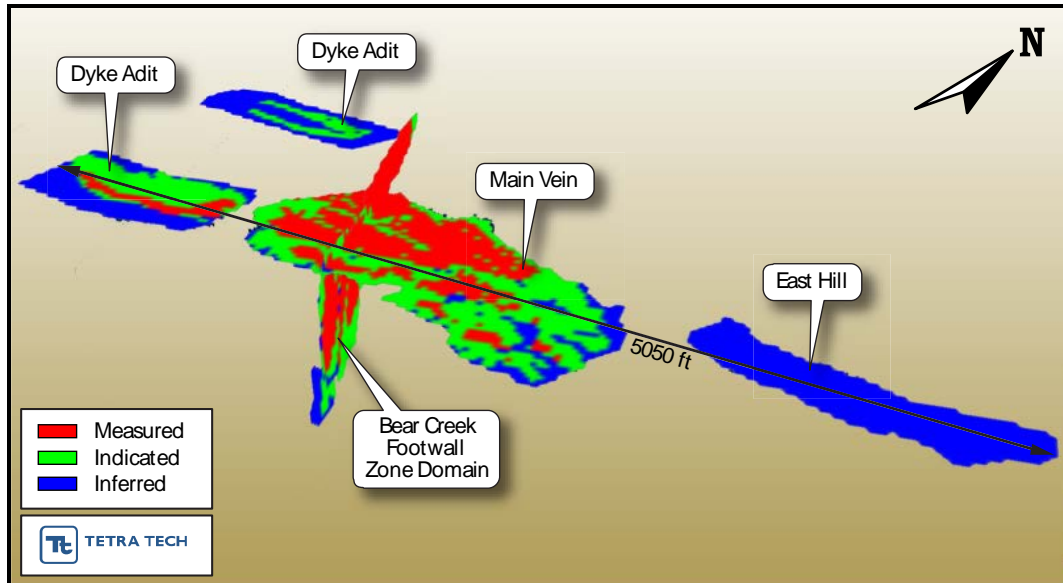 N
Dyke Adit
Dyke Adit
Main Vein
East Hill
5050 ft
Bear Creek
Footwall
Zone Domain
Measured
Indicated
Inferred
Tt TETRA TECH